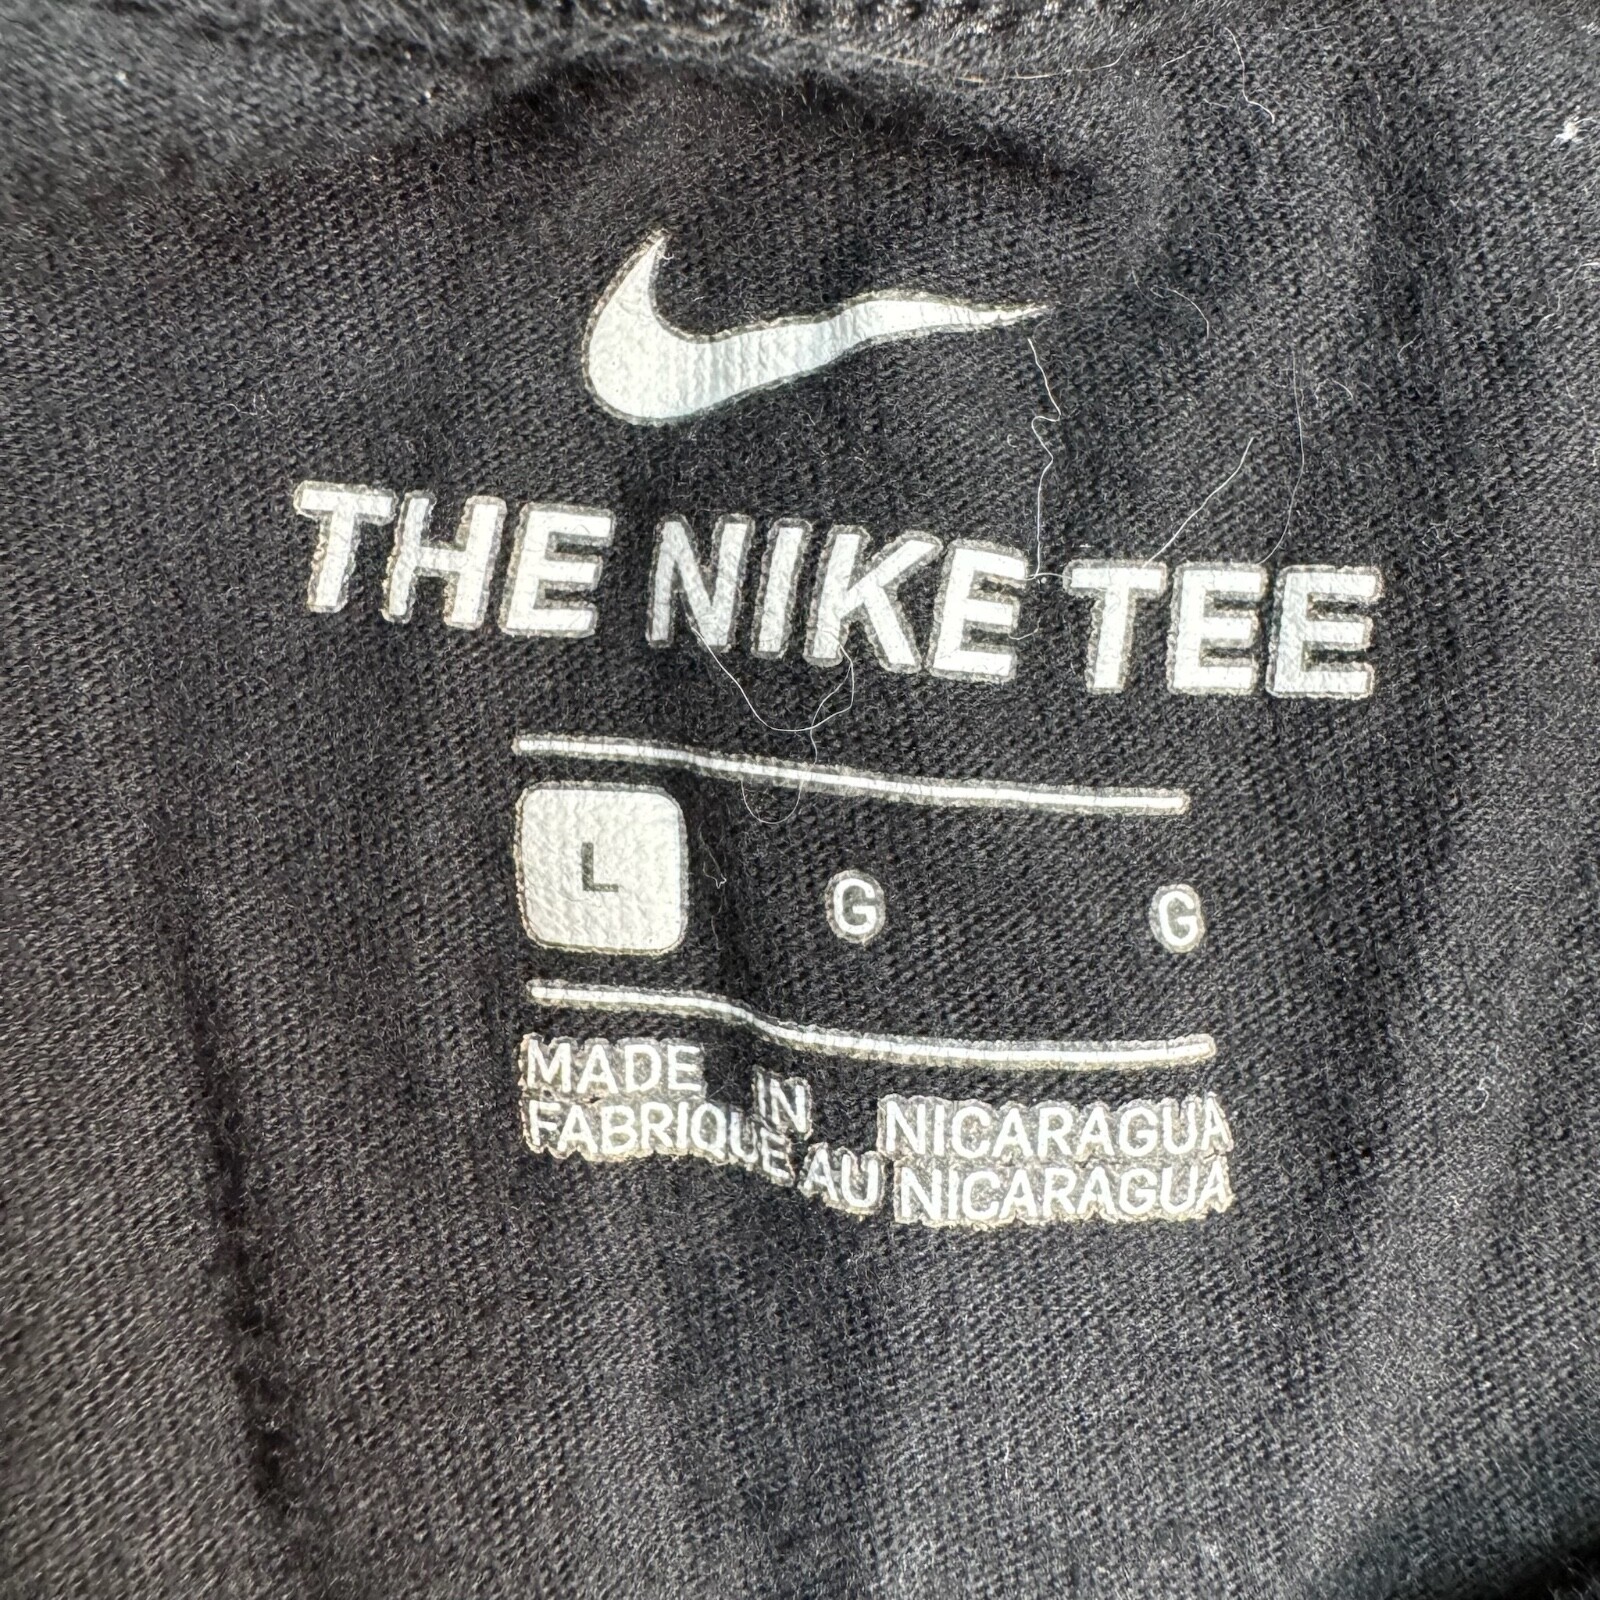 THE NIKE TEE
L G G
MADE IN NICARAGUA
FABRIQUE AU NICARAGUA